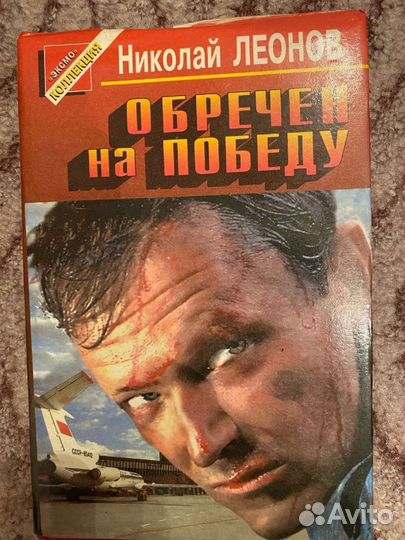 «ЭКСМО»
КОЛЛЕКЦИЯ
Николай ЛЕОНОВ
ОБРЕЧЕН
на ПОБЕДУ
Avito